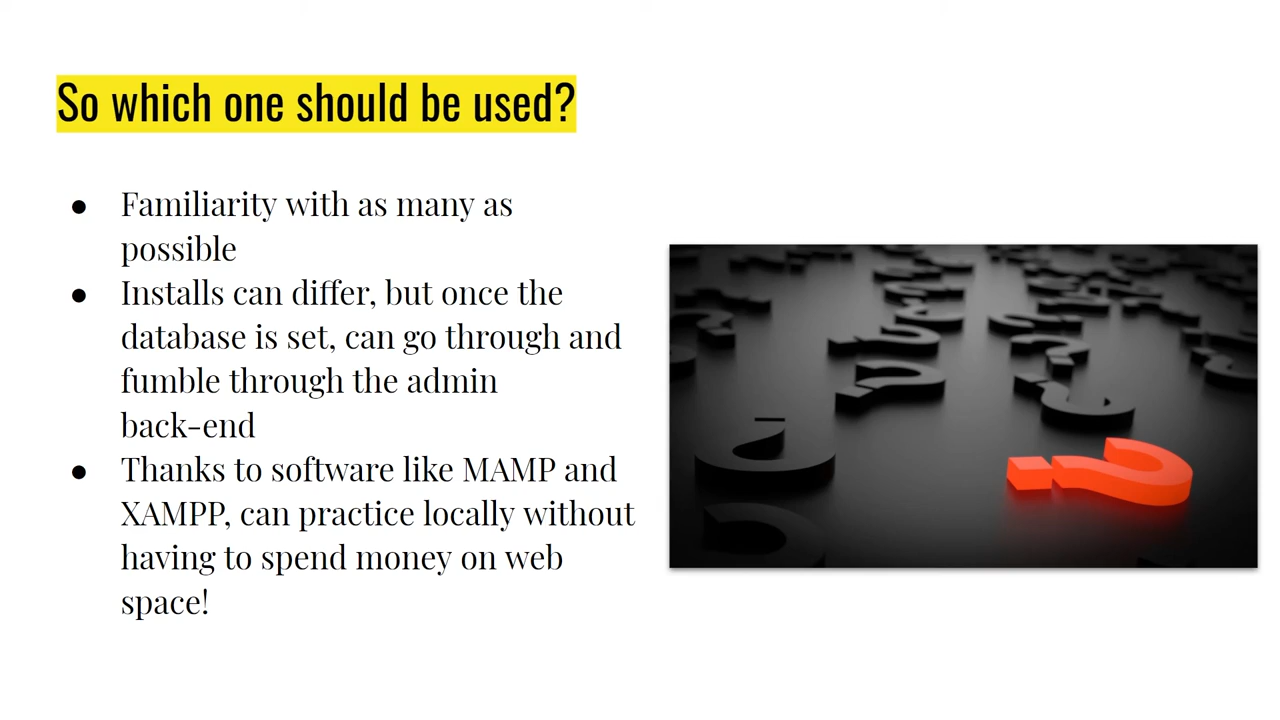 So which one should be used?
● Familiarity with as many as
possible
● Installs can differ, but once the
database is set, can go through and
fumble through the admin
back-end
● Thanks to software like MAMP and
XAMPP, can practice locally without
having to spend money on web
space!